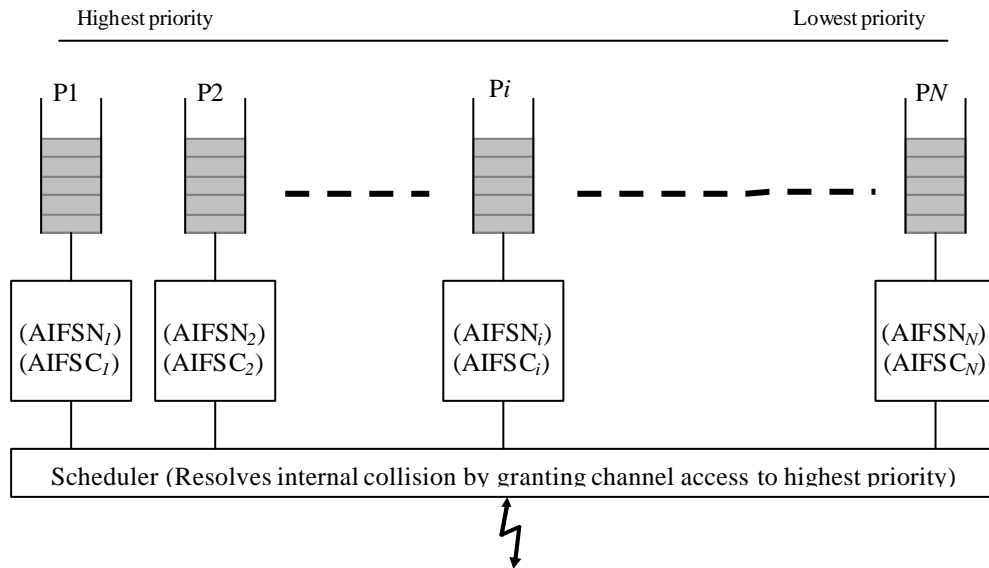 Highest priority
Lowest priority
P1
P2
Pi
PN
(AIFSN1)
(AIFSC1)
(AIFSN2)
(AIFSC2)
(AIFSNi)
(AIFSCi)
(AIFSNN)
(AIFSCN)
Scheduler (Resolves internal collision by granting channel access to highest priority)